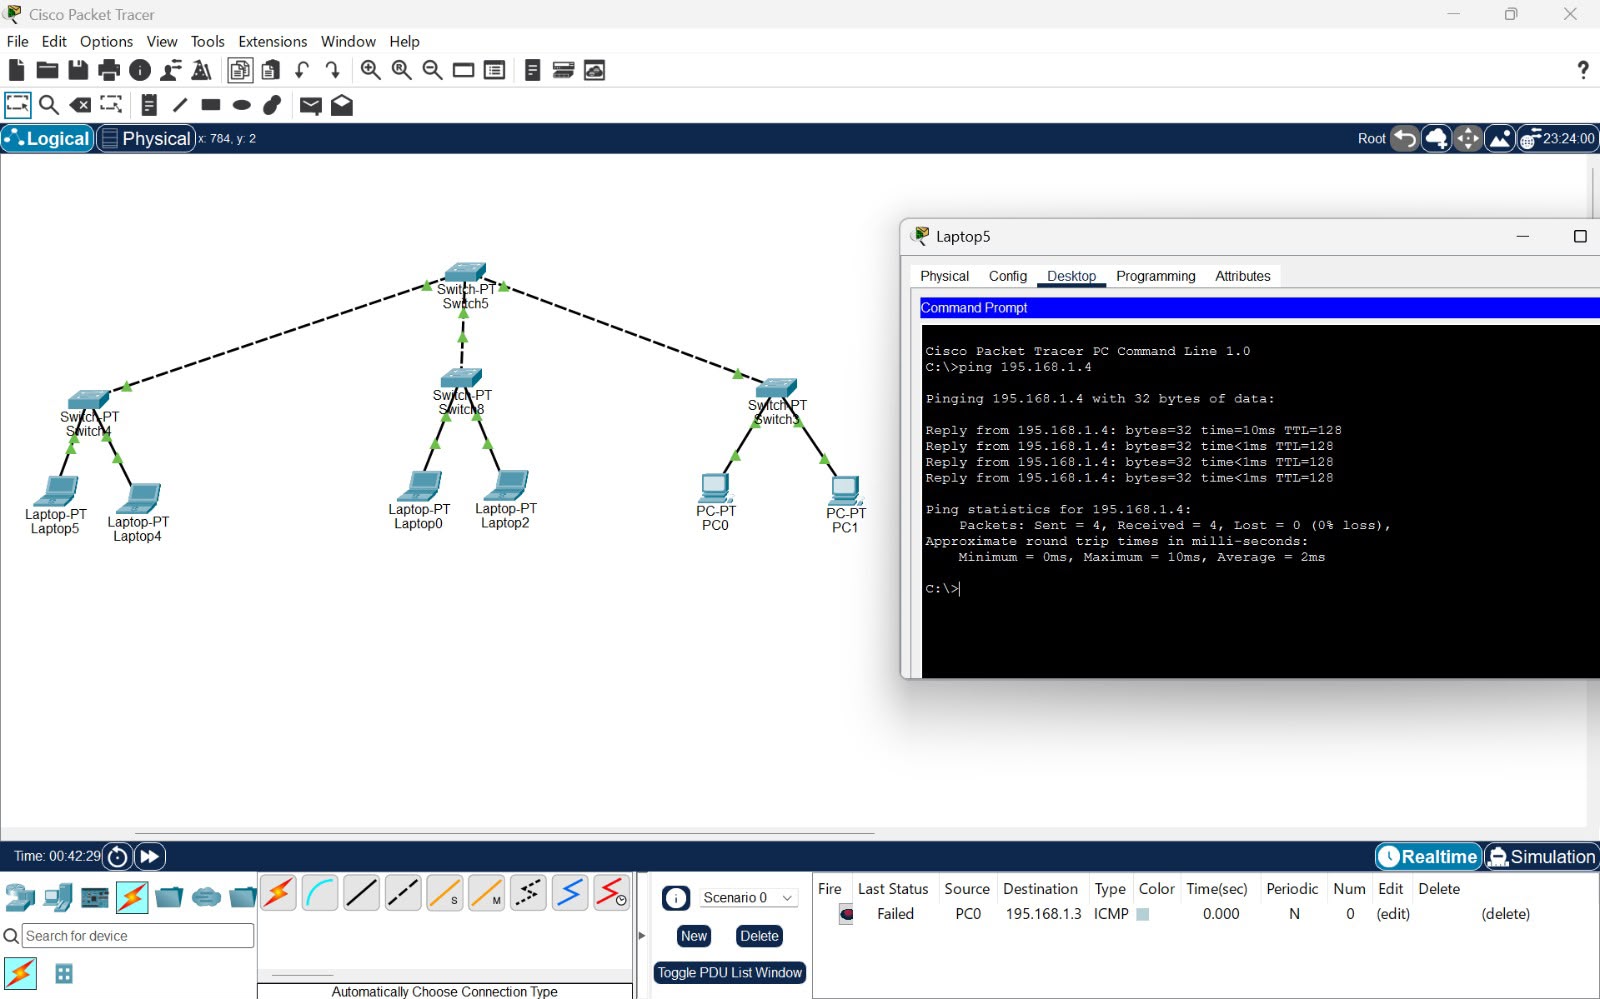 Cisco Packet Tracer
File Edit Options View Tools Extensions Window Help
?
Logical Physical x: 784, y: 2 Root 23:24:00
Switch-PT
Switch5
Switch-PT
Switch4
Switch-PT
Switch8
Switch-PT
Switch3
Laptop-PT
Laptop5
Laptop-PT
Laptop4
Laptop-PT
Laptop0
Laptop-PT
Laptop2
PC-PT
PC0
PC-PT
PC1
Laptop5
Physical Config Desktop Programming Attributes
Command Prompt
Cisco Packet Tracer PC Command Line 1.0
C:\>ping 195.168.1.4
Pinging 195.168.1.4 with 32 bytes of data:
Reply from 195.168.1.4: bytes=32 time=10ms TTL=128
Reply from 195.168.1.4: bytes=32 time<1ms TTL=128
Reply from 195.168.1.4: bytes=32 time<1ms TTL=128
Reply from 195.168.1.4: bytes=32 time<1ms TTL=128
Ping statistics for 195.168.1.4:
Packets: Sent = 4, Received = 4, Lost = 0 (0% loss),
Approximate round trip times in milli-seconds:
Minimum = 0ms, Maximum = 10ms, Average = 2ms
C:\>
Time: 00:42:29 Realtime Simulation
S M
Search for device
Automatically Choose Connection Type
Scenario 0
New Delete
Toggle PDU List Window
Fire Last Status Source Destination Type Color Time(sec) Periodic Num Edit Delete
Failed PC0 195.168.1.3 ICMP 0.000 N 0 (edit) (delete)